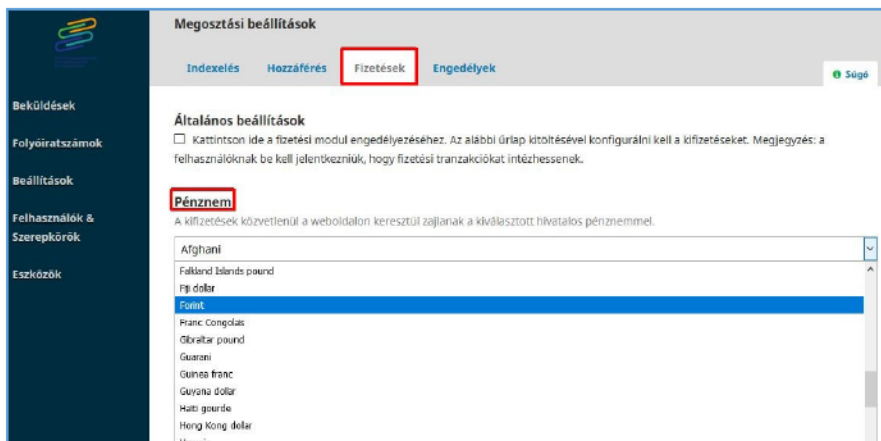 Megosztási beállítások
Indexelés Hozzáférés Fizetések Engedélyek
Súgó
Beküldések
Folyóiratszámok
Beállítások
Felhasználók &
Szerepkörök
Eszközök
Általános beállítások
Kattintson ide a fizetési modul engedélyezéséhez. Az alábbi űrlap kitöltésével konfigurálni kell a kifizetéseket. Megjegyzés: a
felhasználóknak be kell jelentkezniük, hogy fizetési tranzakciókat intézhessenek.
Pénznem
A kifizetések közvetlenül a weboldalon keresztül zajlanak a kiválasztott hivatalos pénznemmel.
Afghani
Falkland Islands pound
Fiji dollar
Forint
Franc Congolais
Gibraltar pound
Guarani
Guinea franc
Guyana dollar
Haiti gourde
Hong Kong dollar